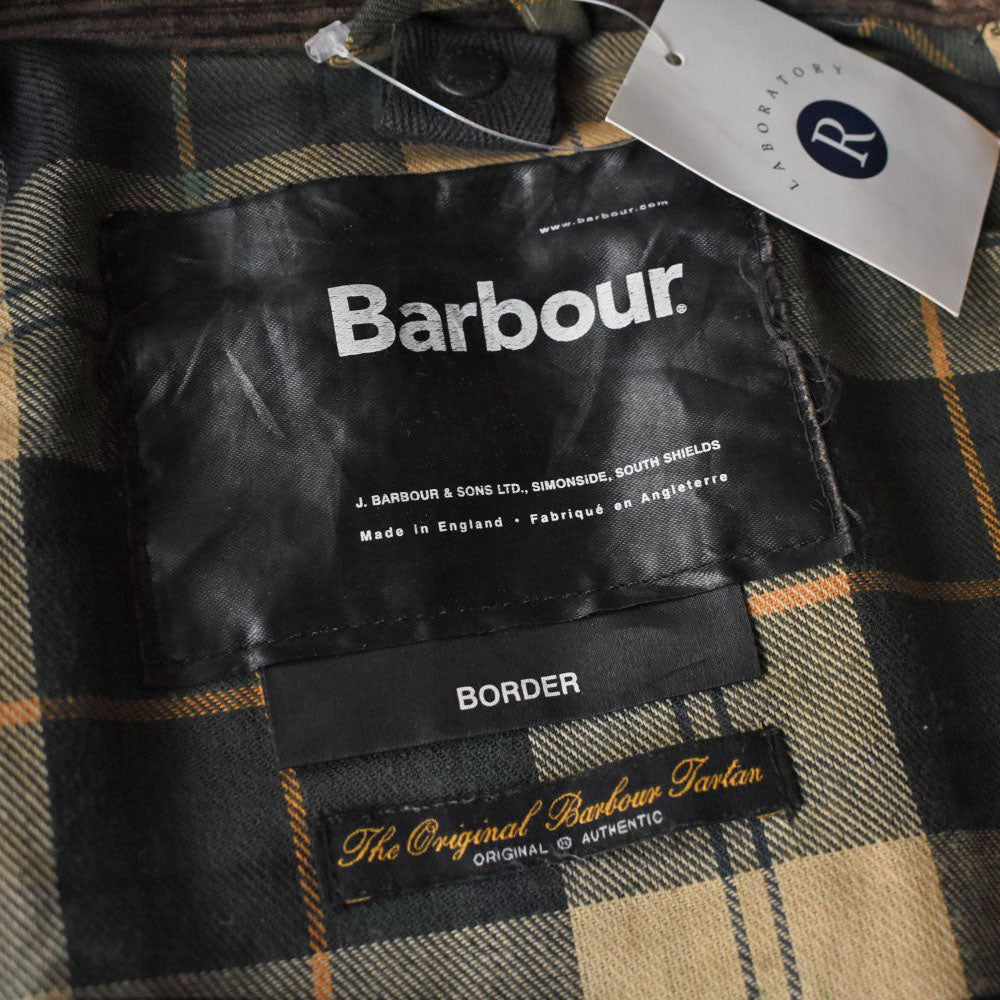 LABORATORY
R
www.barbour.com
Barbour®
J. BARBOUR & SONS LTD., SIMONSIDE, SOUTH SHIELDS
Made in England · Fabriqué en Angleterre
BORDER
The Original Barbour Tartan
ORIGINAL ® AUTHENTIC